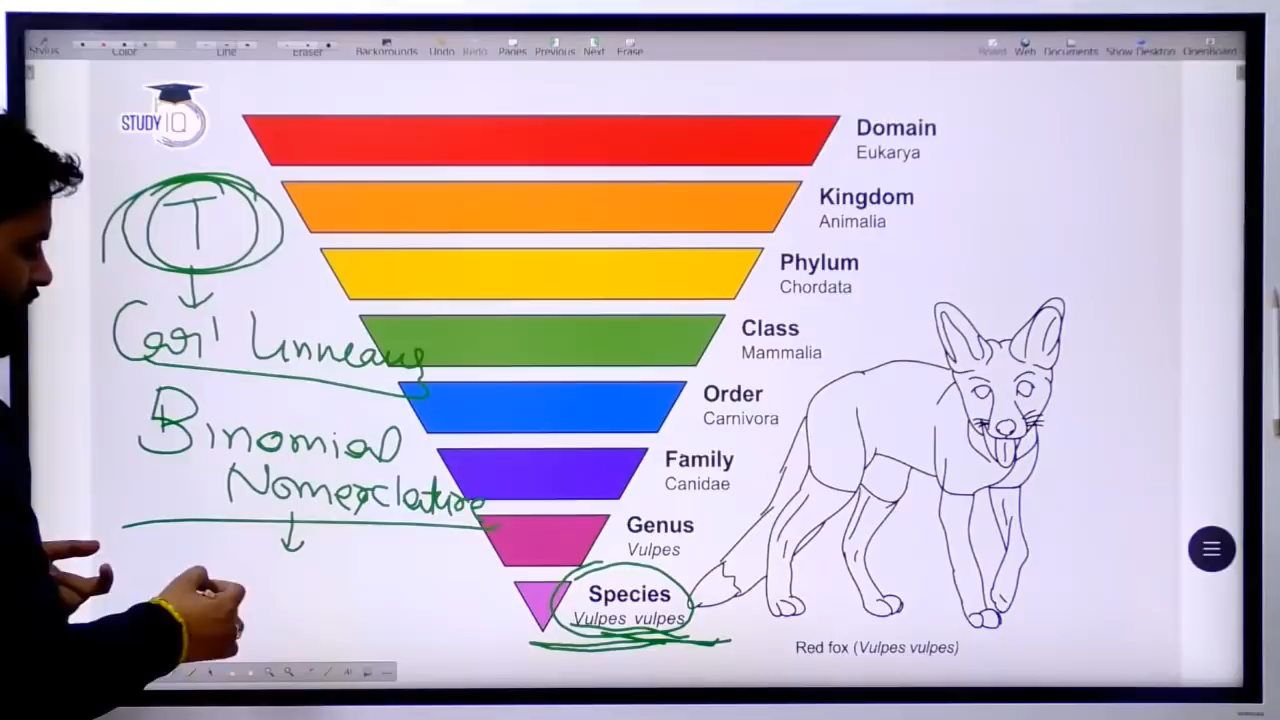 Stylus
Color
Line
Eraser
Backgrounds
Undo
Redo
Pages
Previous
Next
Erase
Board
Web
Documents
Show Desktop
OpenBoard
STUDY IQ
Domain
Eukarya
Kingdom
Animalia
Phylum
Chordata
Class
Mammalia
Order
Carnivora
Family
Canidae
Genus
Vulpes
Species
Vulpes vulpes
Red fox (Vulpes vulpes)
T
Carl Linneaus
Binomial
Nomenclature